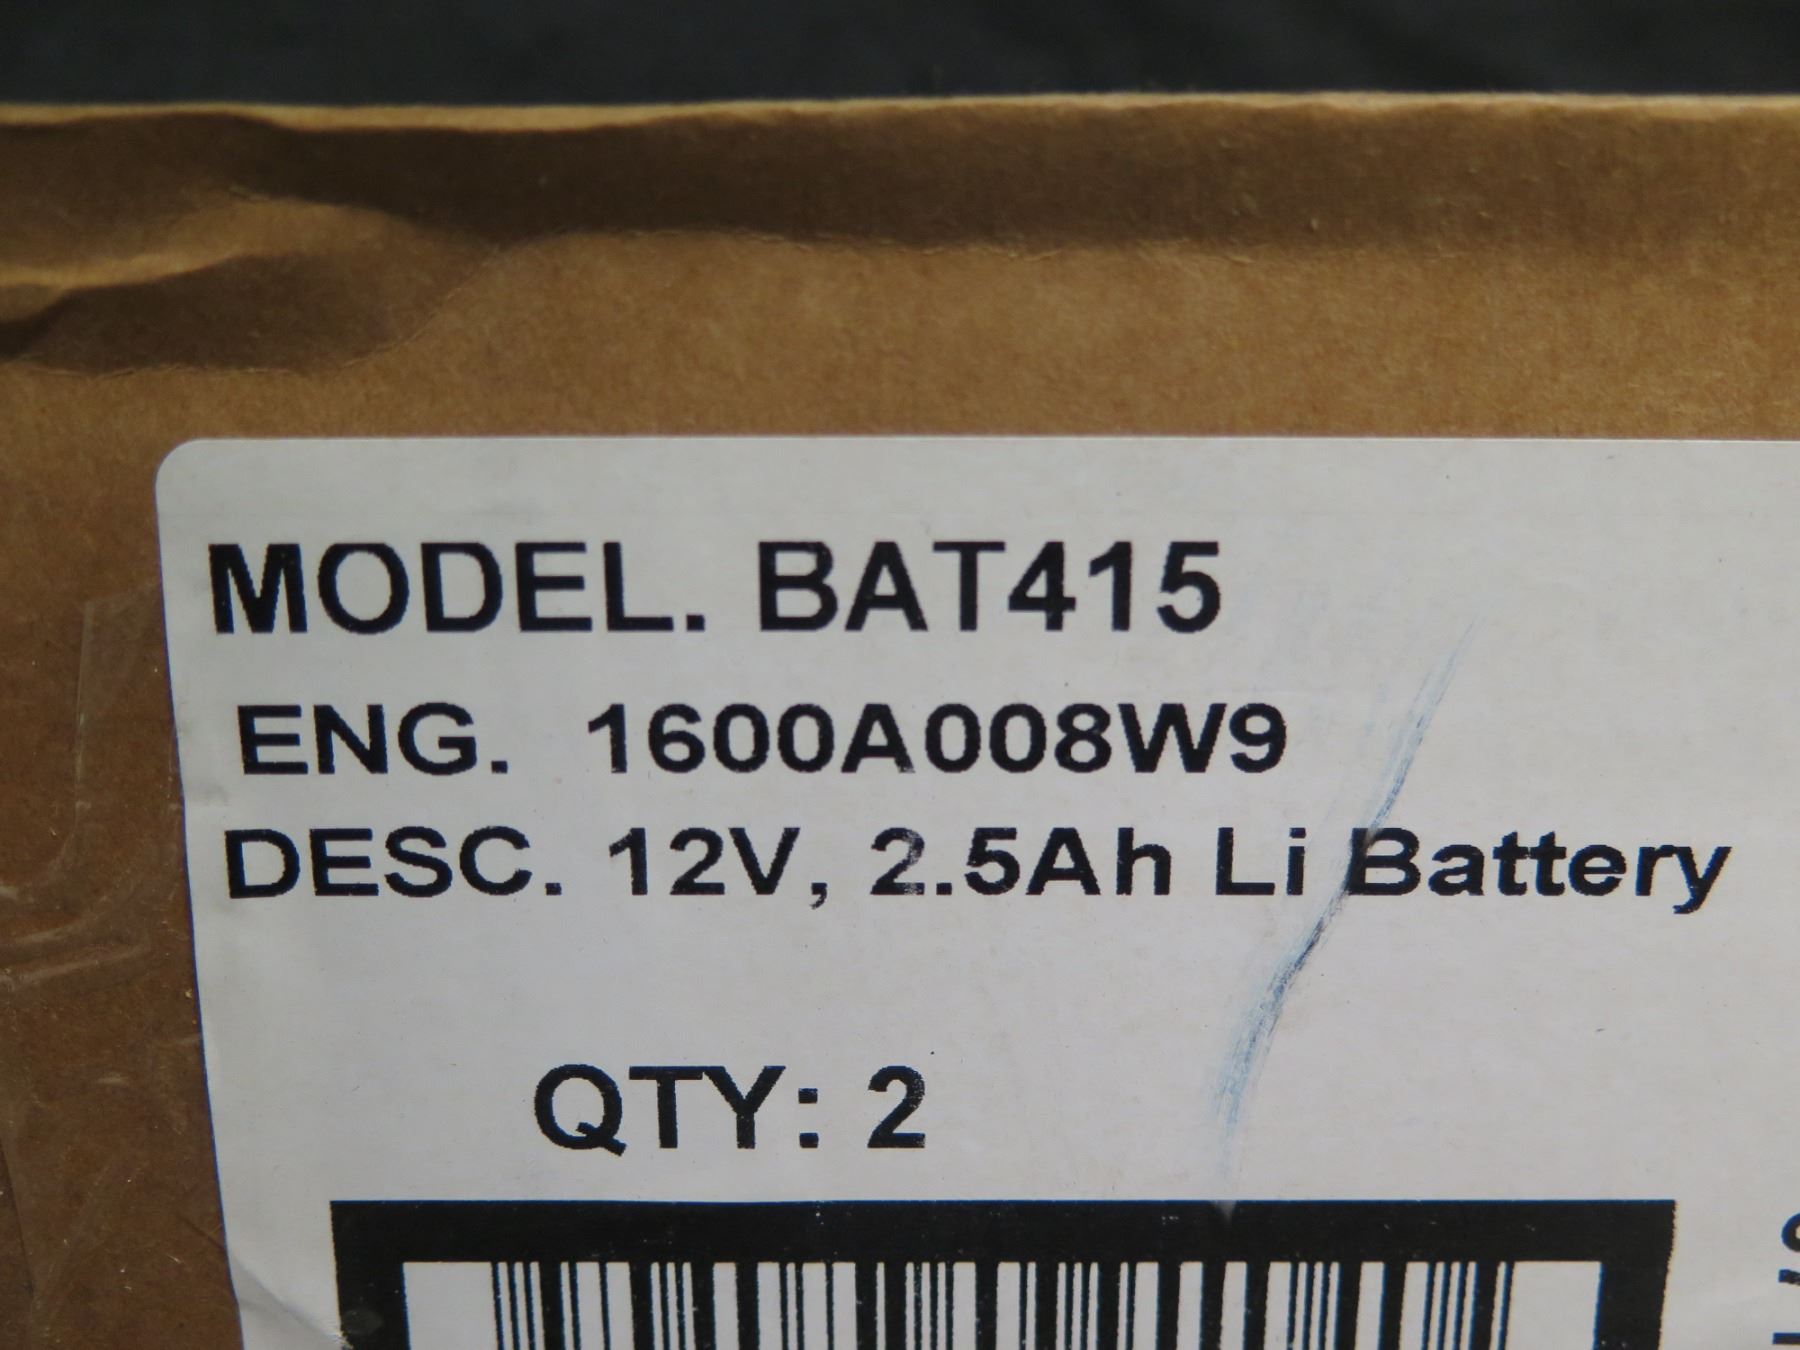 MODEL. BAT415
ENG. 1600A008W9
DESC. 12V, 2.5Ah Li Battery
QTY: 2